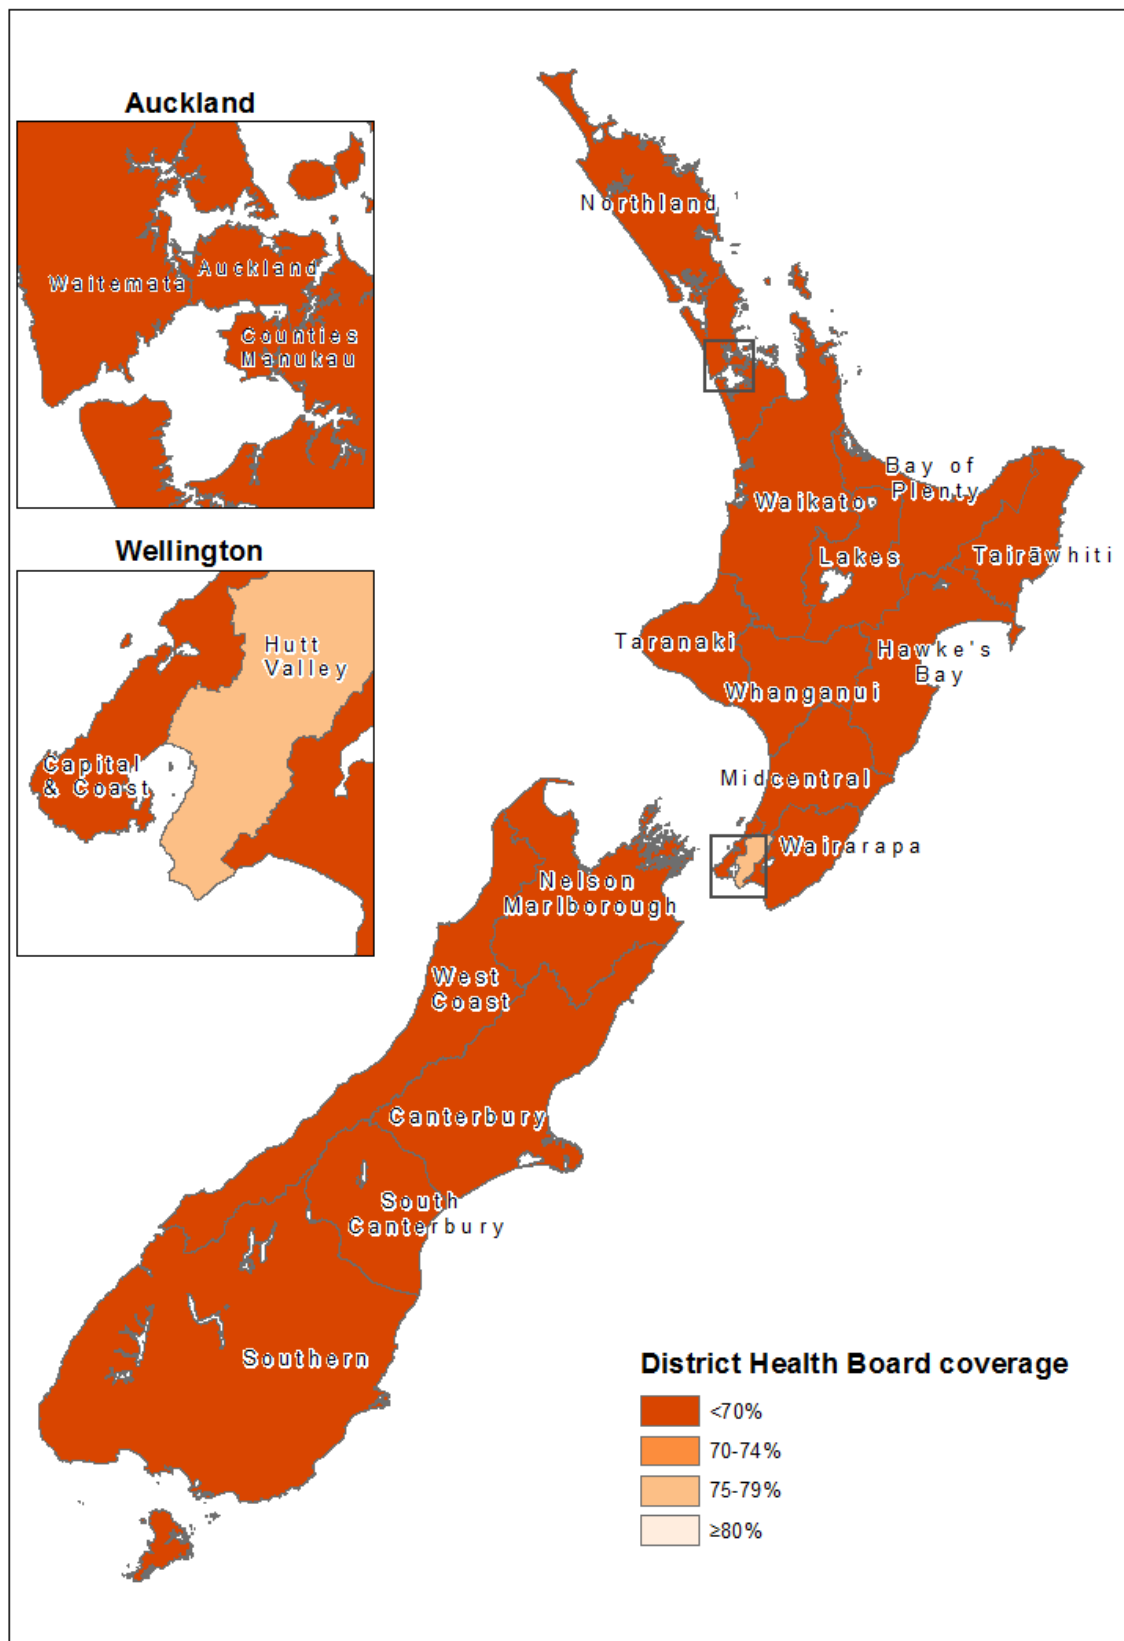 Auckland
Waitemata
Auckland
Counties
Manukau
Wellington
Hutt
Valley
Capital
& Coast
Northland
Bay of
Plenty
Waikato
Lakes
Tairāwhiti
Taranaki
Hawke's
Bay
Whanganui
Midcentral
Wairarapa
Nelson
Marlborough
West
Coast
Canterbury
South
Canterbury
Southern
District Health Board coverage
<70%
70-74%
75-79%
≥80%